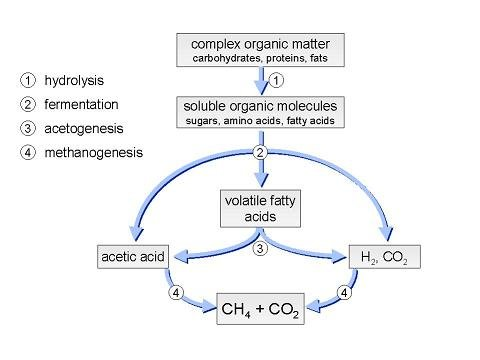 complex organic matter
carbohydrates, proteins, fats
1 hydrolysis
1
2 fermentation
soluble organic molecules
sugars, amino acids, fatty acids
3 acetogenesis
4 methanogenesis
2
volatile fatty
acids
3
acetic acid
H₂, CO₂
4
4
CH₄ + CO₂